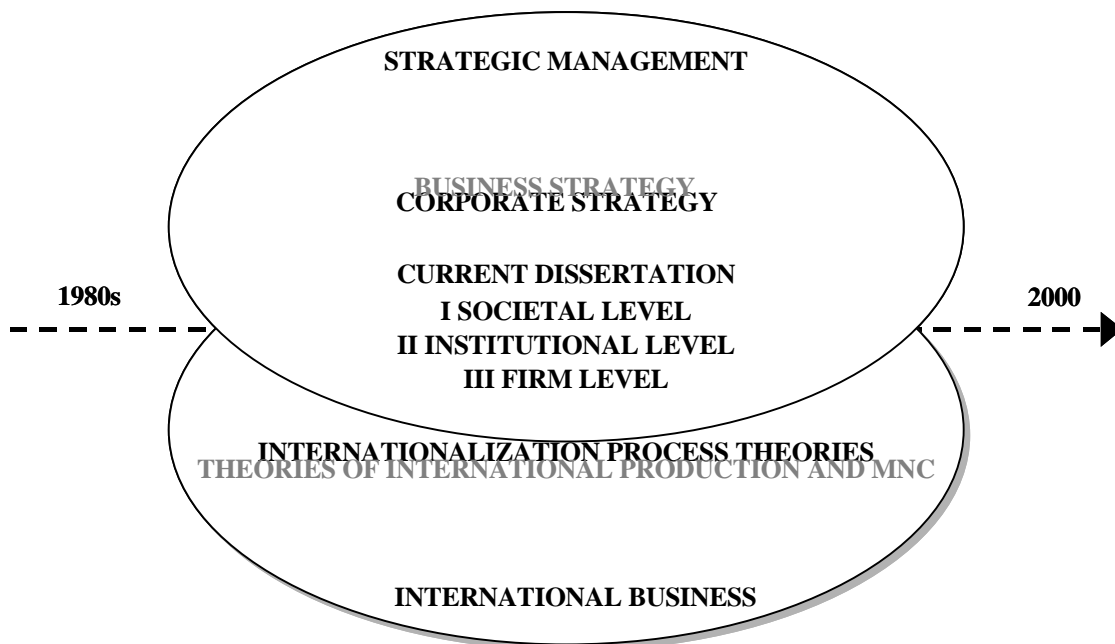 STRATEGIC MANAGEMENT
BUSINESS STRATEGY
CORPORATE STRATEGY
CURRENT DISSERTATION
1980s
2000
I SOCIETAL LEVEL
II INSTITUTIONAL LEVEL
III FIRM LEVEL
INTERNATIONALIZATION PROCESS THEORIES
THEORIES OF INTERNATIONAL PRODUCTION AND MNC
INTERNATIONAL BUSINESS